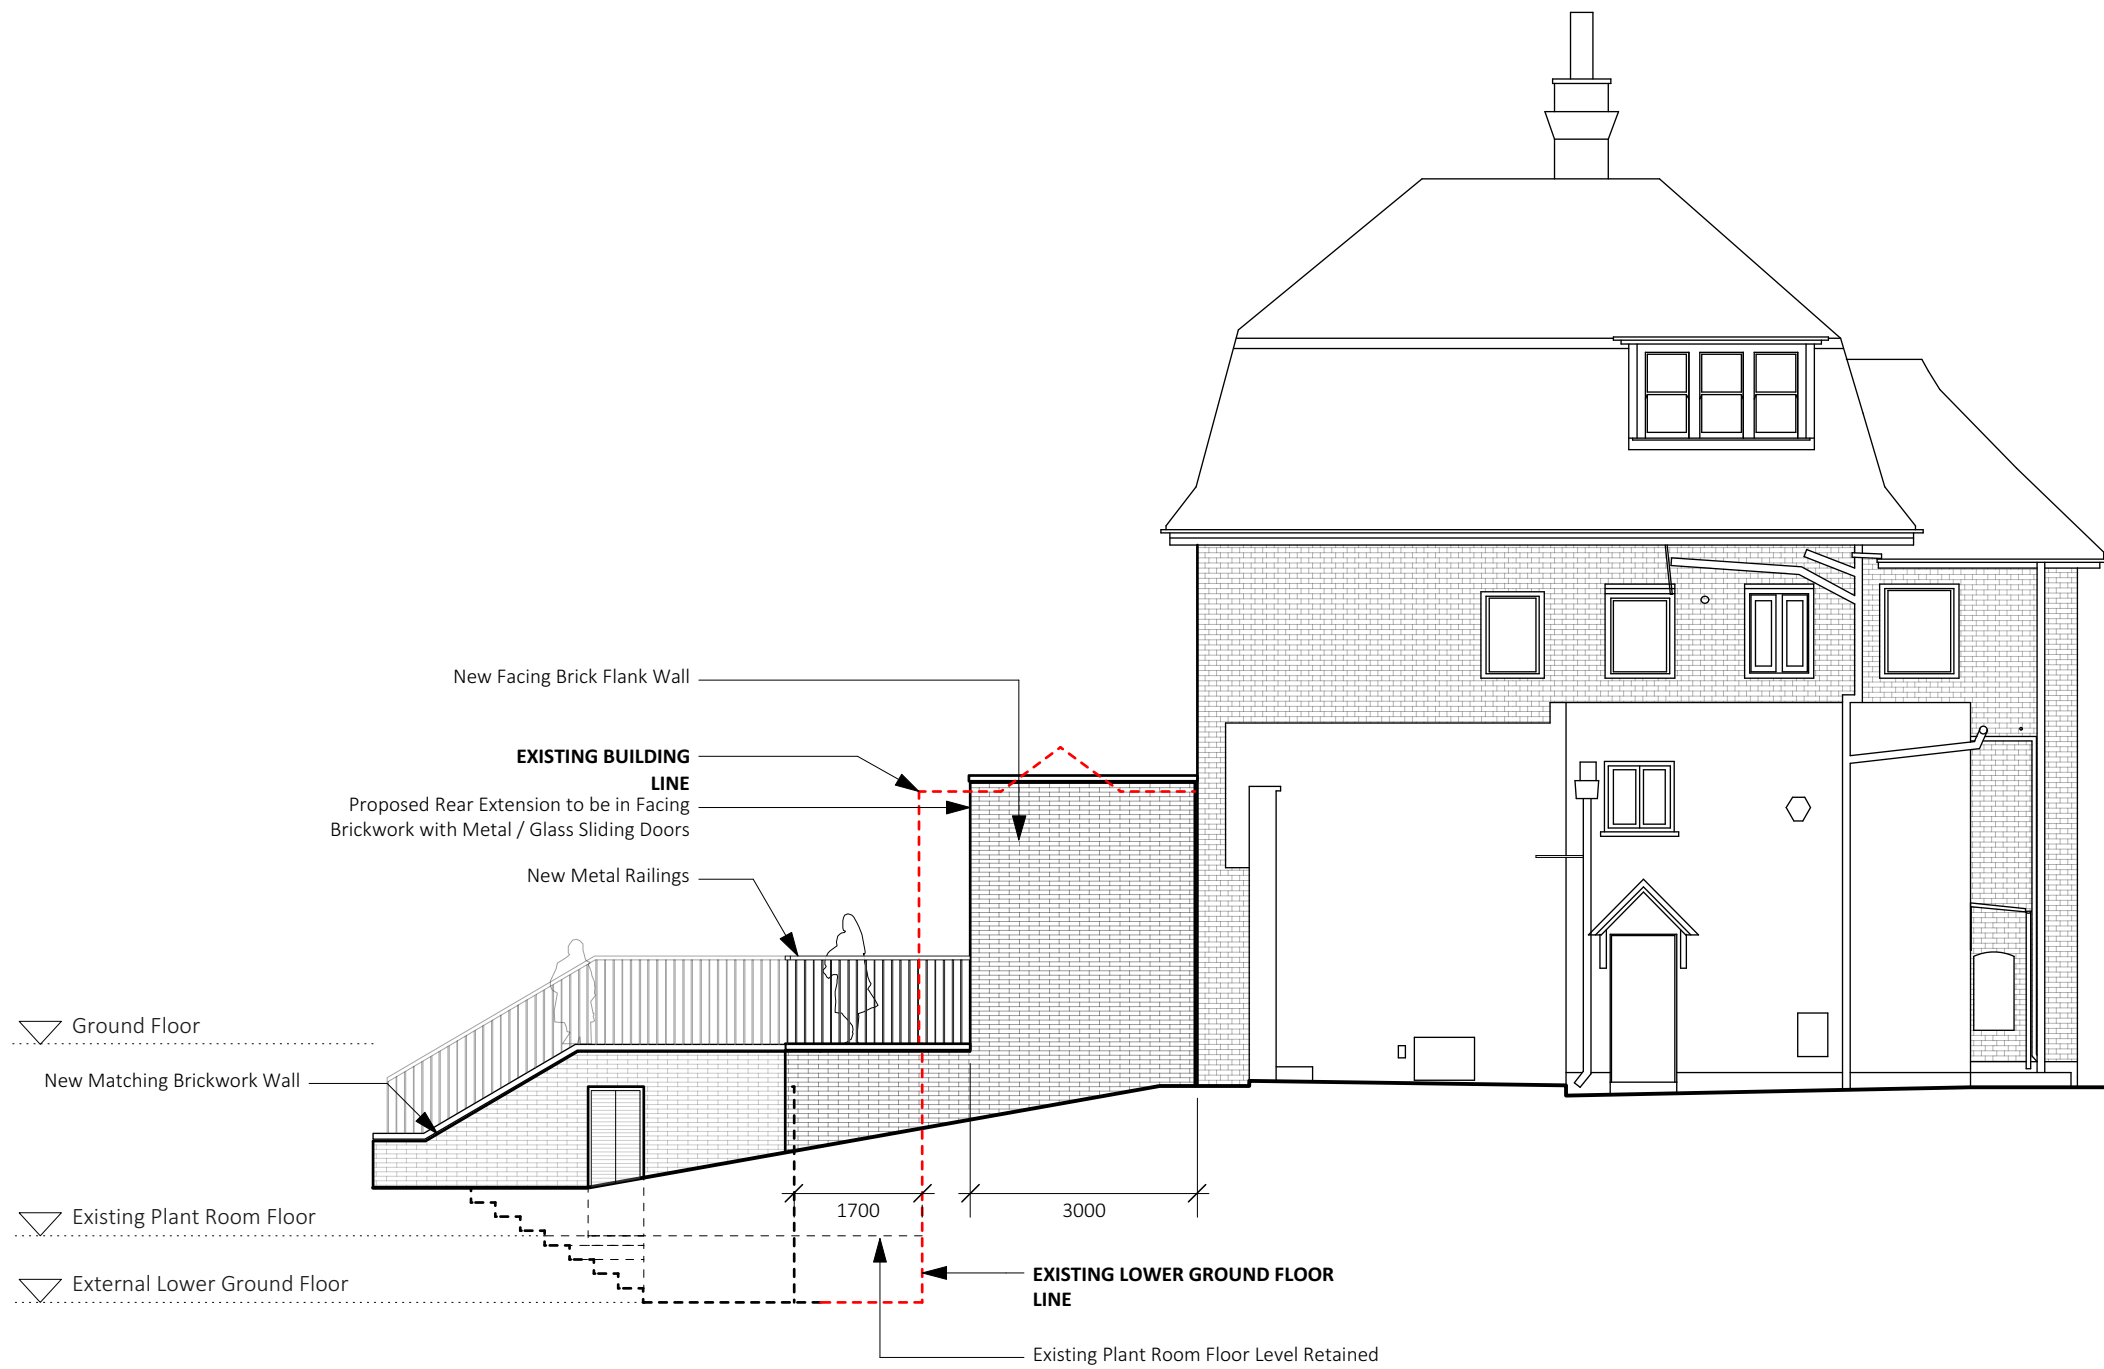 New Facing Brick Flank Wall
EXISTING BUILDING
LINE
Proposed Rear Extension to be in Facing
Brickwork with Metal / Glass Sliding Doors
New Metal Railings
Ground Floor
New Matching Brickwork Wall
Existing Plant Room Floor
1700
3000
External Lower Ground Floor
EXISTING LOWER GROUND FLOOR
LINE
Existing Plant Room Floor Level Retained